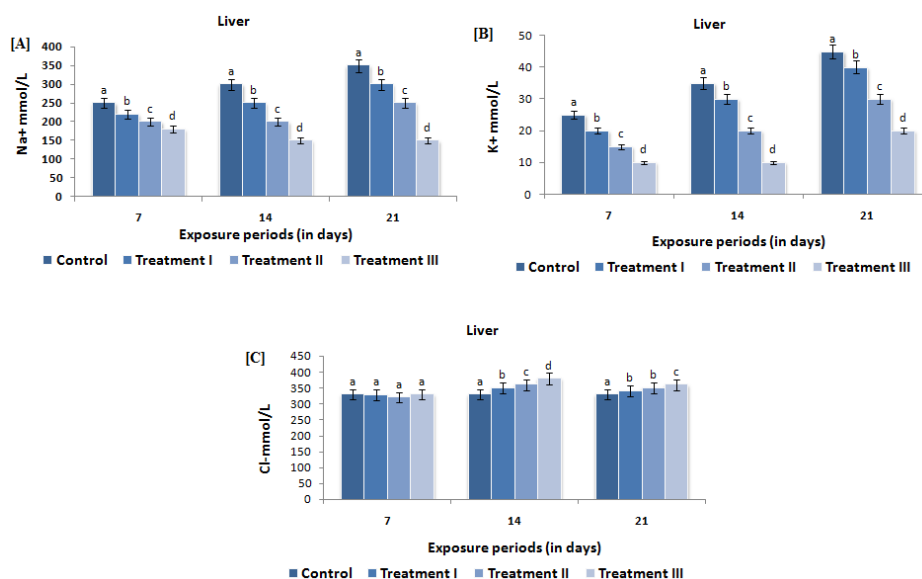 Liver
[A]
Na+ mmol/L
400
350
300
250
200
150
100
50
0
a b c d
a b c d
a b c d
7 14 21
Exposure periods (in days)
Control Treatment I Treatment II Treatment III
Liver
[B]
K+ mmol/L
50
40
30
20
10
0
a b c d
a b c d
a b c d
7 14 21
Exposure periods (in days)
Control Treatment I Treatment II Treatment III
Liver
[C]
Cl-mmol/L
450
400
350
300
250
200
150
100
50
0
a a a a
a b c d
a b b c
7 14 21
Exposure periods (in days)
Control Treatment I Treatment II Treatment III